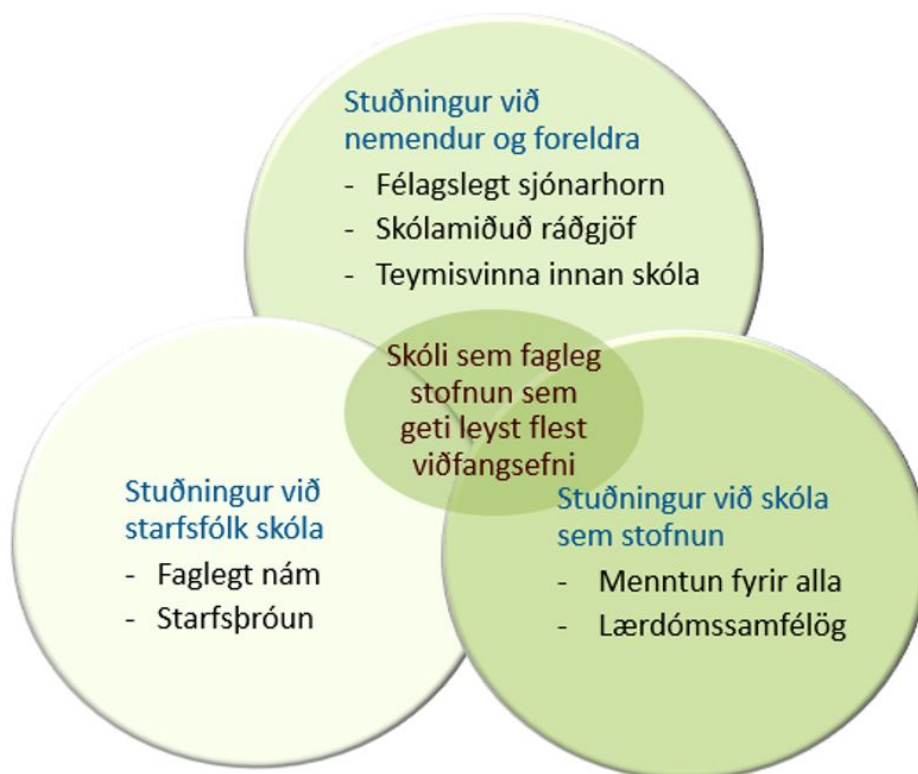 Stuðningur við
nemendur og foreldra
- Félagslegt sjónarhorn
- Skólamiðuð ráðgjöf
- Teymisvinna innan skóla
Skóli sem fagleg
stofnun sem
geti leyst flest
viðfangsefni
Stuðningur við
starfsfólk skóla
- Faglegt nám
- Starfsþróun
Stuðningur við skóla
sem stofnun
- Menntun fyrir alla
- Lærdómssamfélög